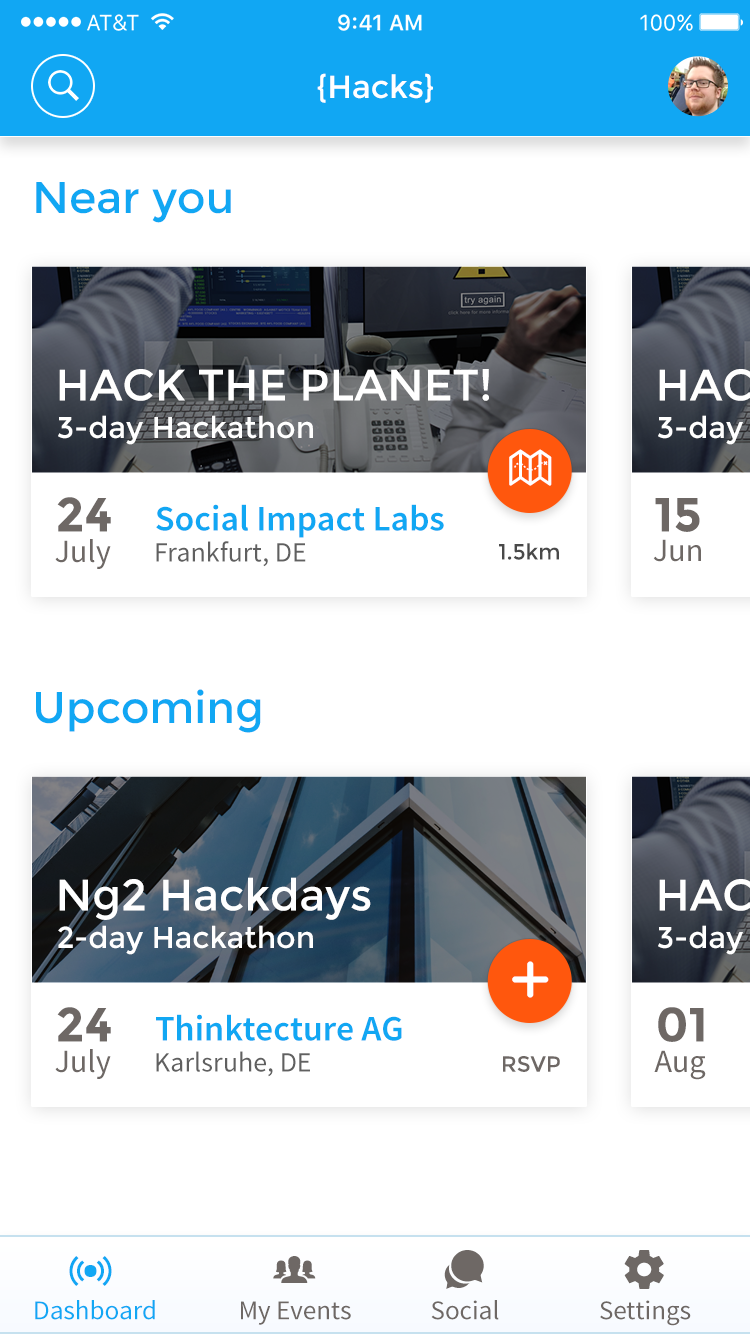 AT&T 9:41 AM 100%
{Hacks}
Near you
try again
HACK THE PLANET!
3-day Hackathon
24
July
Social Impact Labs
Frankfurt, DE
1.5km
HAC
3-day
15
Jun
Upcoming
Ng2 Hackdays
2-day Hackathon
24
July
Thinktecture AG
Karlsruhe, DE
RSVP
HAC
3-day
01
Aug
Dashboard My Events Social Settings